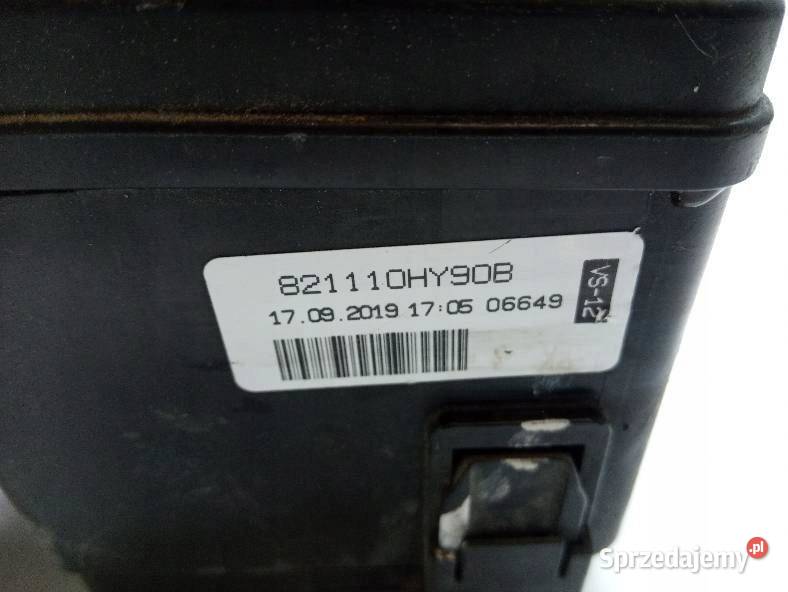 821110HY90B
17.09.2019 17:05 06649
VS-12
Sprzedajemy.pl